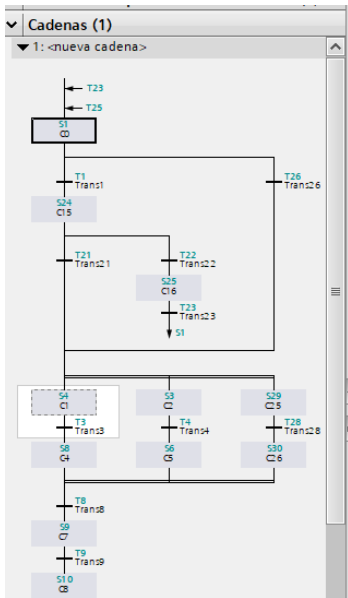 Cadenas (1)
1: <nueva cadena>
T23
T25
S1
C0
T1
Trans1
T26
Trans26
S24
C15
T21
Trans21
T22
Trans22
S25
C16
T23
Trans23
S1
S4
C1
S3
C2
S29
C25
T3
Trans3
T4
Trans4
T28
Trans28
S8
C4
S6
C5
S30
C26
T8
Trans8
S9
C7
T9
Trans9
S10
C8